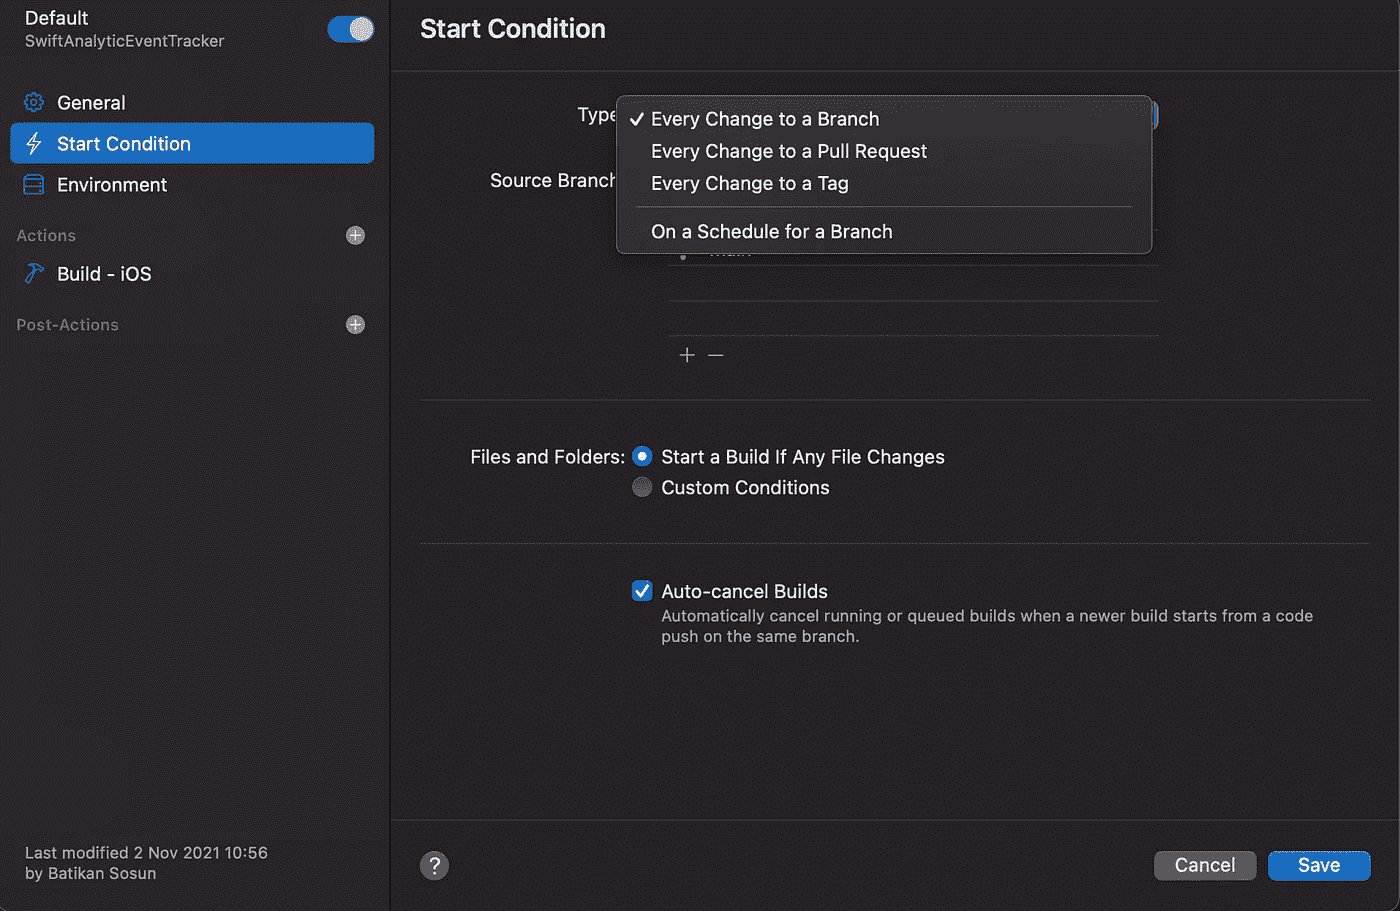 Default
SwiftAnalyticEventTracker
General
Start Condition
Environment
Actions
Build - iOS
Post-Actions
Last modified 2 Nov 2021 10:56
by Batikan Sosun
Start Condition
Type
Every Change to a Branch
Every Change to a Pull Request
Every Change to a Tag
On a Schedule for a Branch
Source Branch
main
Files and Folders:
Start a Build If Any File Changes
Custom Conditions
Auto-cancel Builds
Automatically cancel running or queued builds when a newer build starts from a code
push on the same branch.
?
Cancel
Save